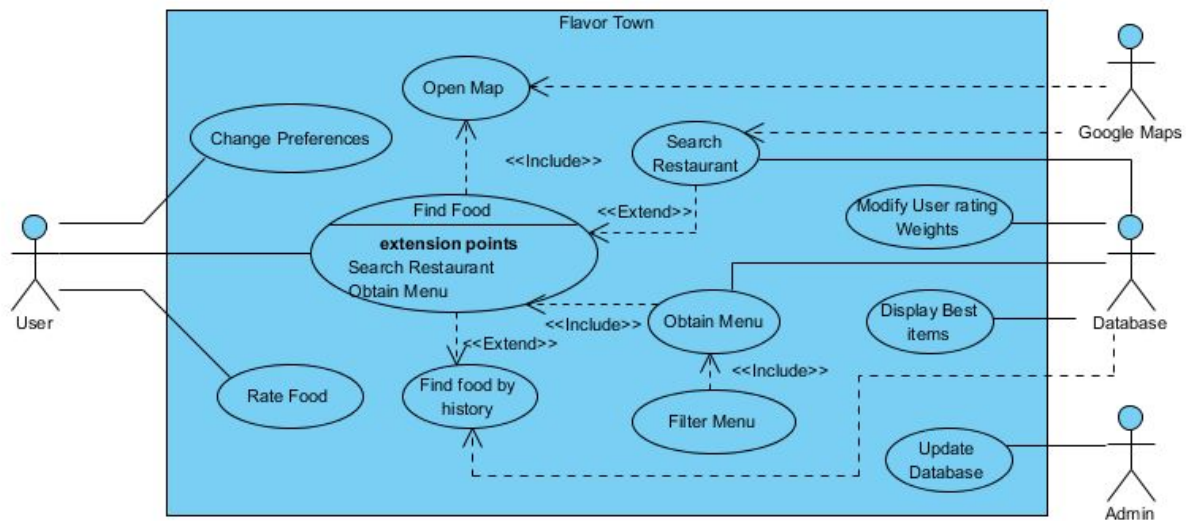 Flavor Town
Open Map
Google Maps
Change Preferences
Search
Restaurant
<<Include>>
Find Food
<<Extend>>
Modify User rating
Weights
extension points
Search Restaurant
Obtain Menu
User
<<Include>>
Obtain Menu
Display Best
items
Database
<<Extend>>
<<Include>>
Rate Food
Find food by
history
Filter Menu
Update
Database
Admin